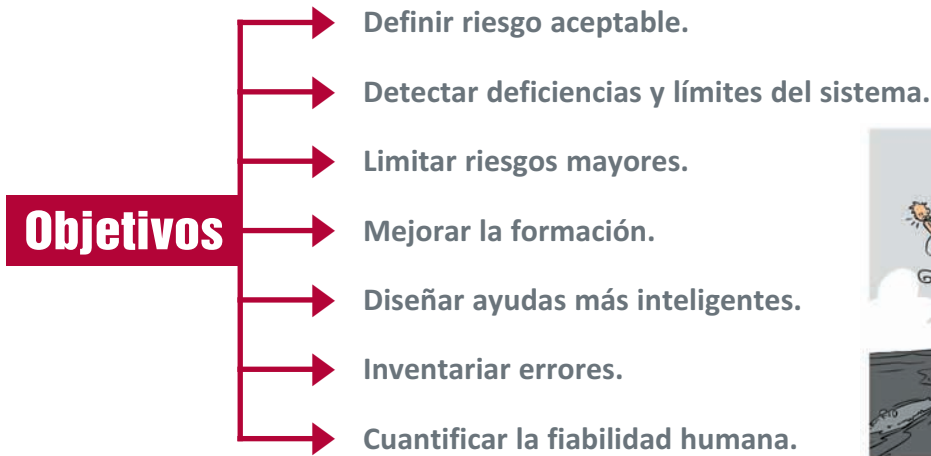 Definir riesgo aceptable.
Detectar deficiencias y límites del sistema.
Limitar riesgos mayores.
Objetivos
Mejorar la formación.
Diseñar ayudas más inteligentes.
Inventariar errores.
Cuantificar la fiabilidad humana.